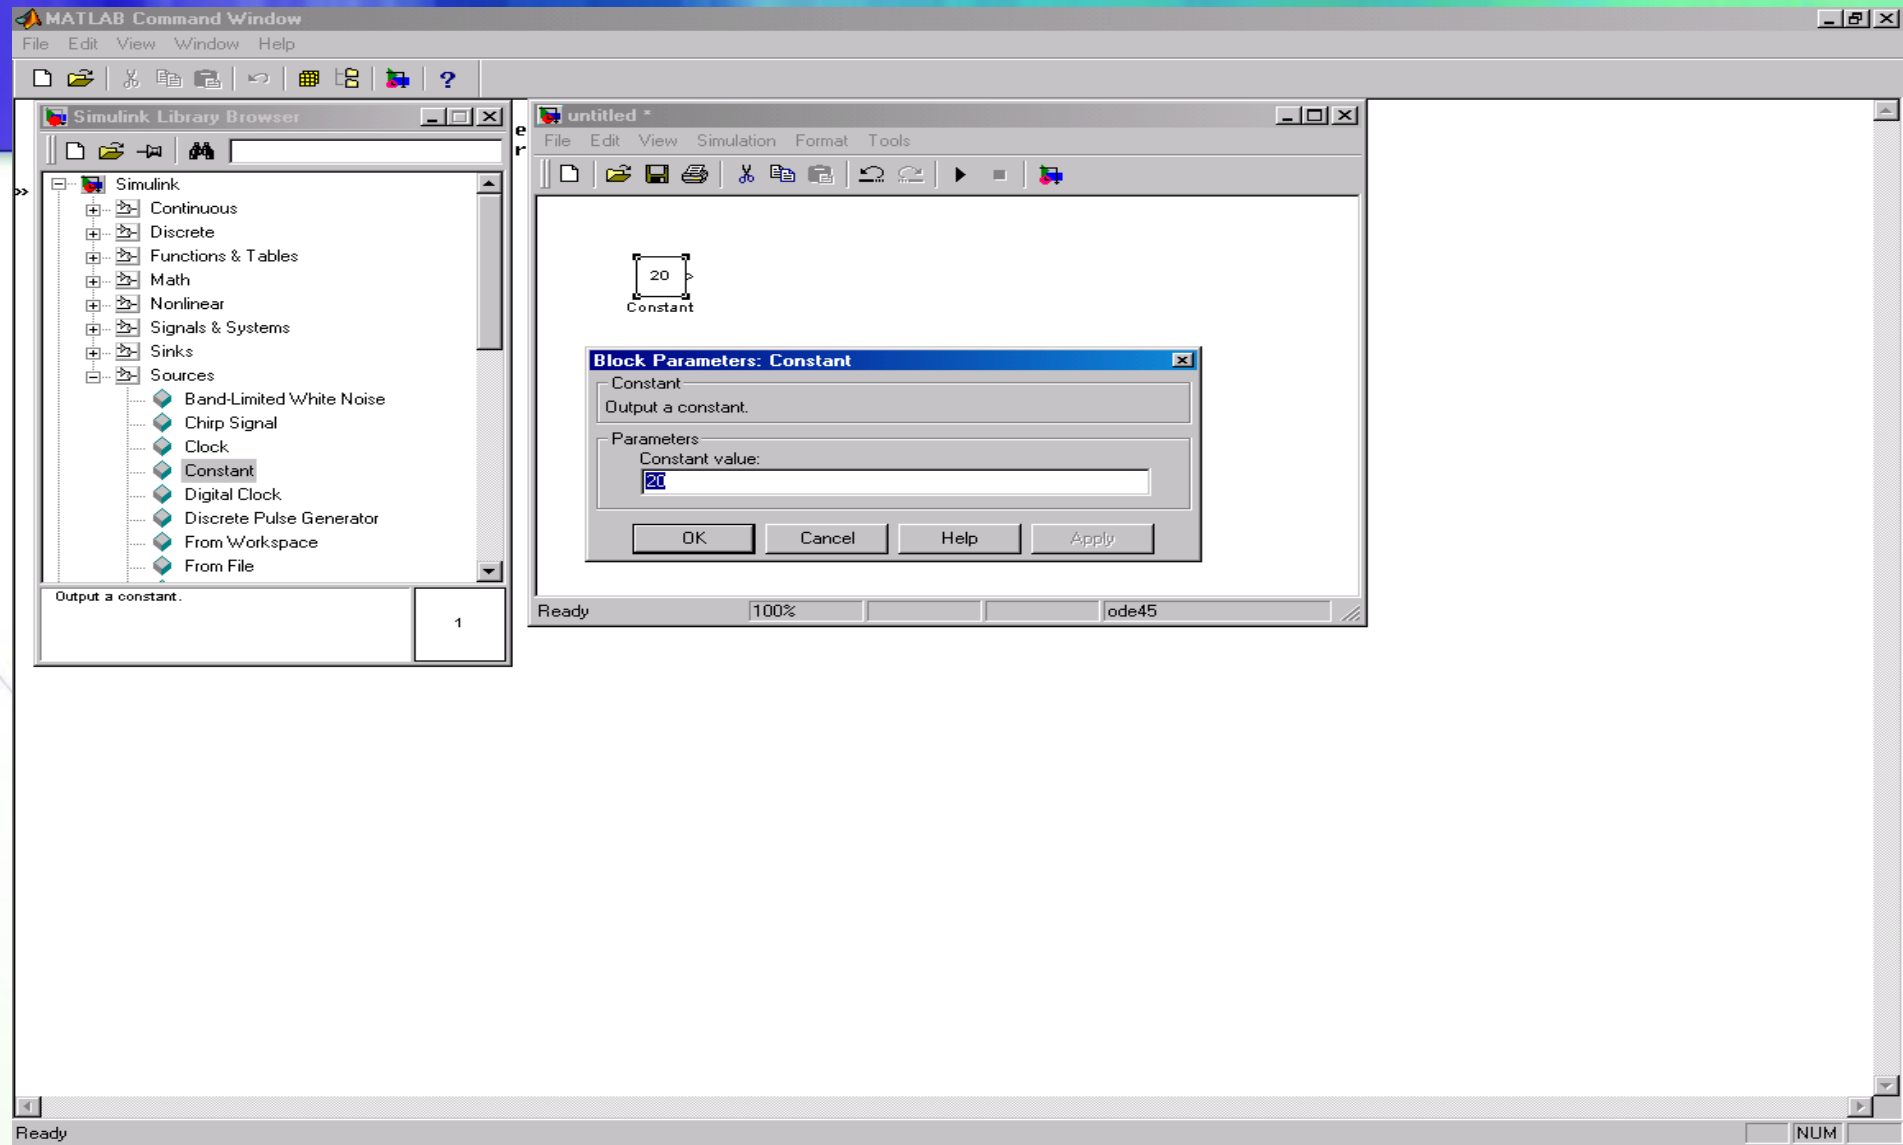 MATLAB Command Window
File Edit View Window Help
?
Simulink Library Browser
e
r
>>
Simulink
Continuous
Discrete
Functions & Tables
Math
Nonlinear
Signals & Systems
Sinks
Sources
Band-Limited White Noise
Chirp Signal
Clock
Constant
Digital Clock
Discrete Pulse Generator
From Workspace
From File
Output a constant.
1
untitled *
File Edit View Simulation Format Tools
20
Constant
Block Parameters: Constant
Constant
Output a constant.
Parameters
Constant value:
20
OK Cancel Help Apply
Ready 100% ode45
Ready NUM